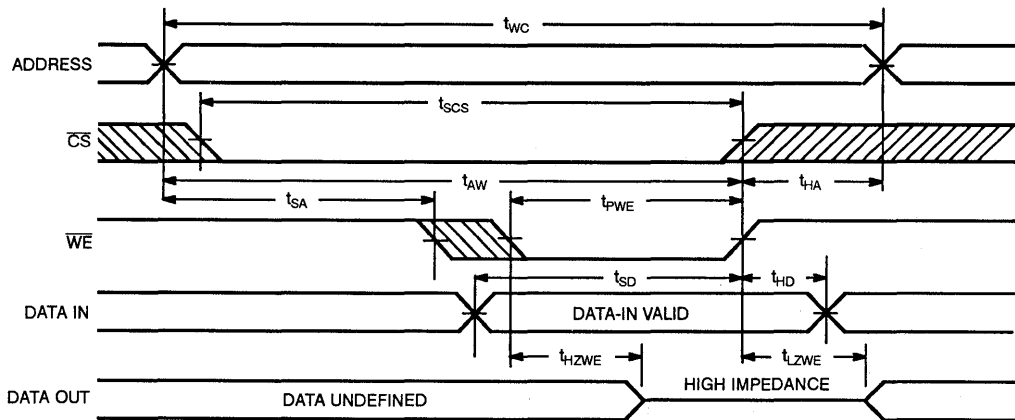 tWC
ADDRESS
tSCS
CS
tAW
tHA
tSA
tPWE
WE
tSD
tHD
DATA IN
DATA-IN VALID
tHZWE
tLZWE
HIGH IMPEDANCE
DATA OUT
DATA UNDEFINED